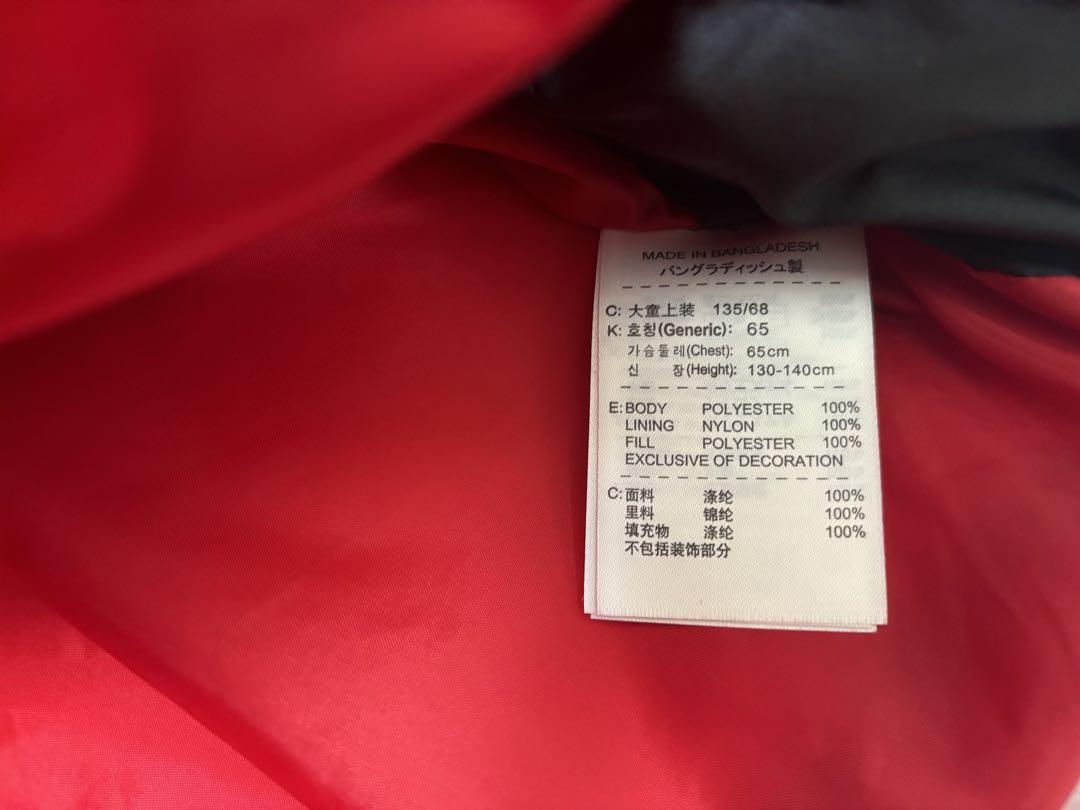 MADE IN BANGLADESH
バングラディッシュ製
C: 大童上装 135/68
K: 호칭(Generic): 65
가슴둘레(Chest): 65cm
신 장(Height): 130-140cm
E: BODY POLYESTER 100%
LINING NYLON 100%
FILL POLYESTER 100%
EXCLUSIVE OF DECORATION
C: 面料 涤纶 100%
里料 锦纶 100%
填充物 涤纶 100%
不包括装饰部分